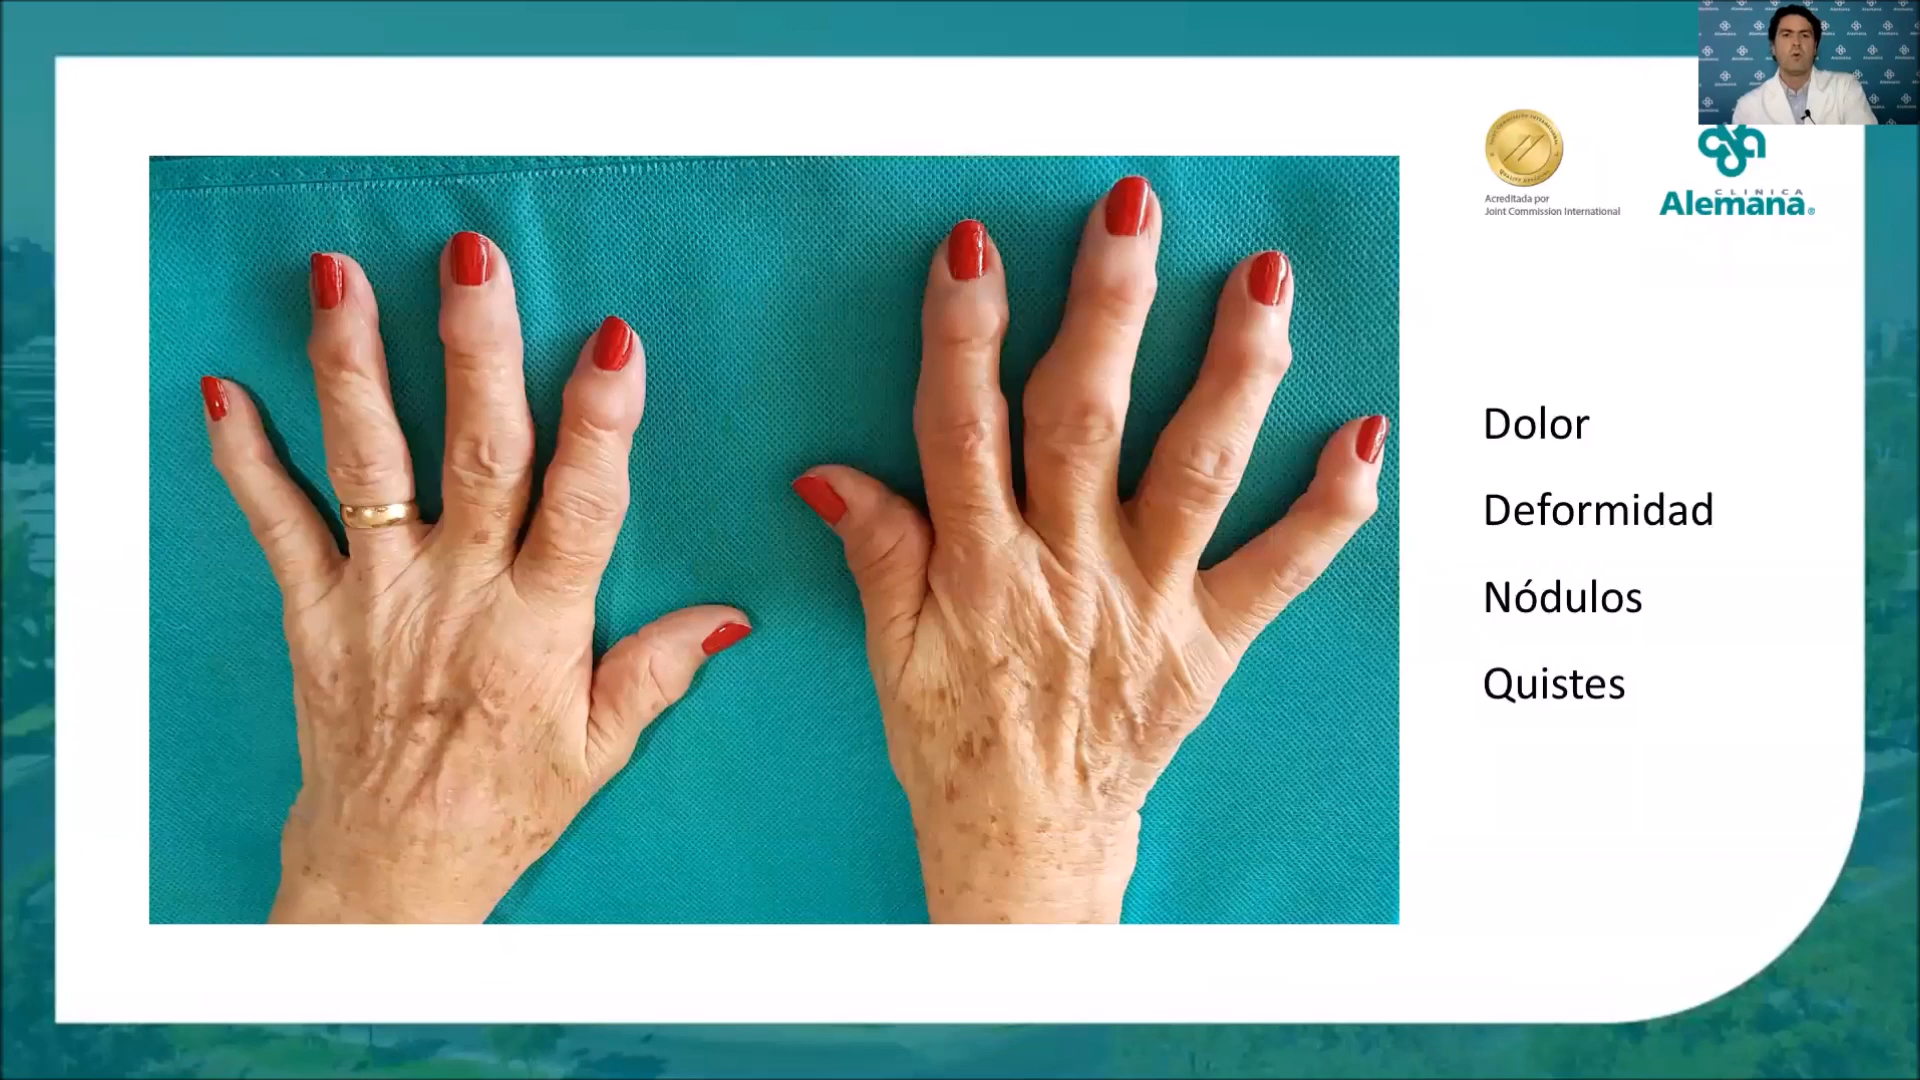 Acreditada por
Joint Commission International
CLINICA
Alemana®
Dolor
Deformidad
Nódulos
Quistes